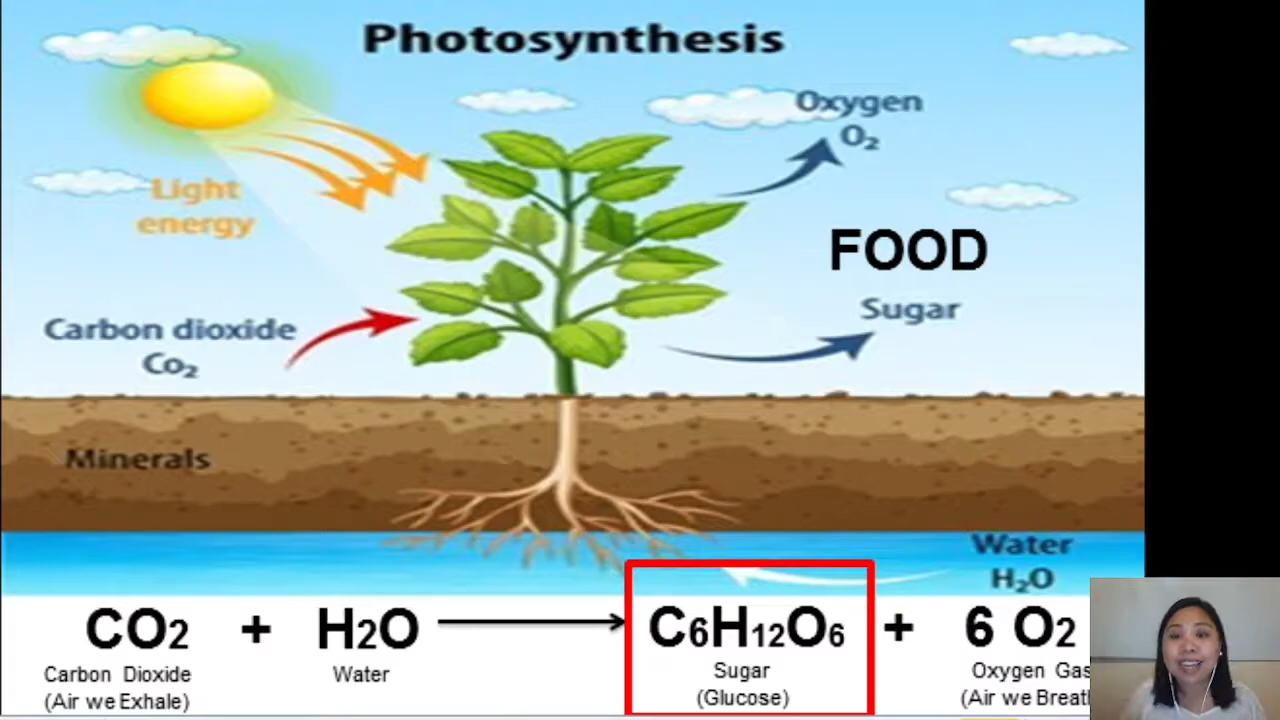 Photosynthesis
Oxygen
O₂
Light
energy
FOOD
Sugar
Carbon dioxide
Co₂
Minerals
Water
H₂O
CO₂ + H₂O → C₆H₁₂O₆ + 6 O₂
Carbon Dioxide Water Sugar Oxygen Gas
(Air we Exhale) (Glucose) (Air we